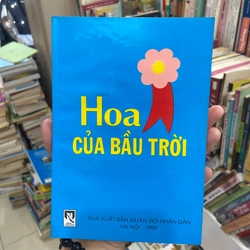 Hoa
CỦA BẦU TRỜI
NHÀ XUẤT BẢN QUÂN ĐỘI NHÂN DÂN
HÀ NỘI - 1999